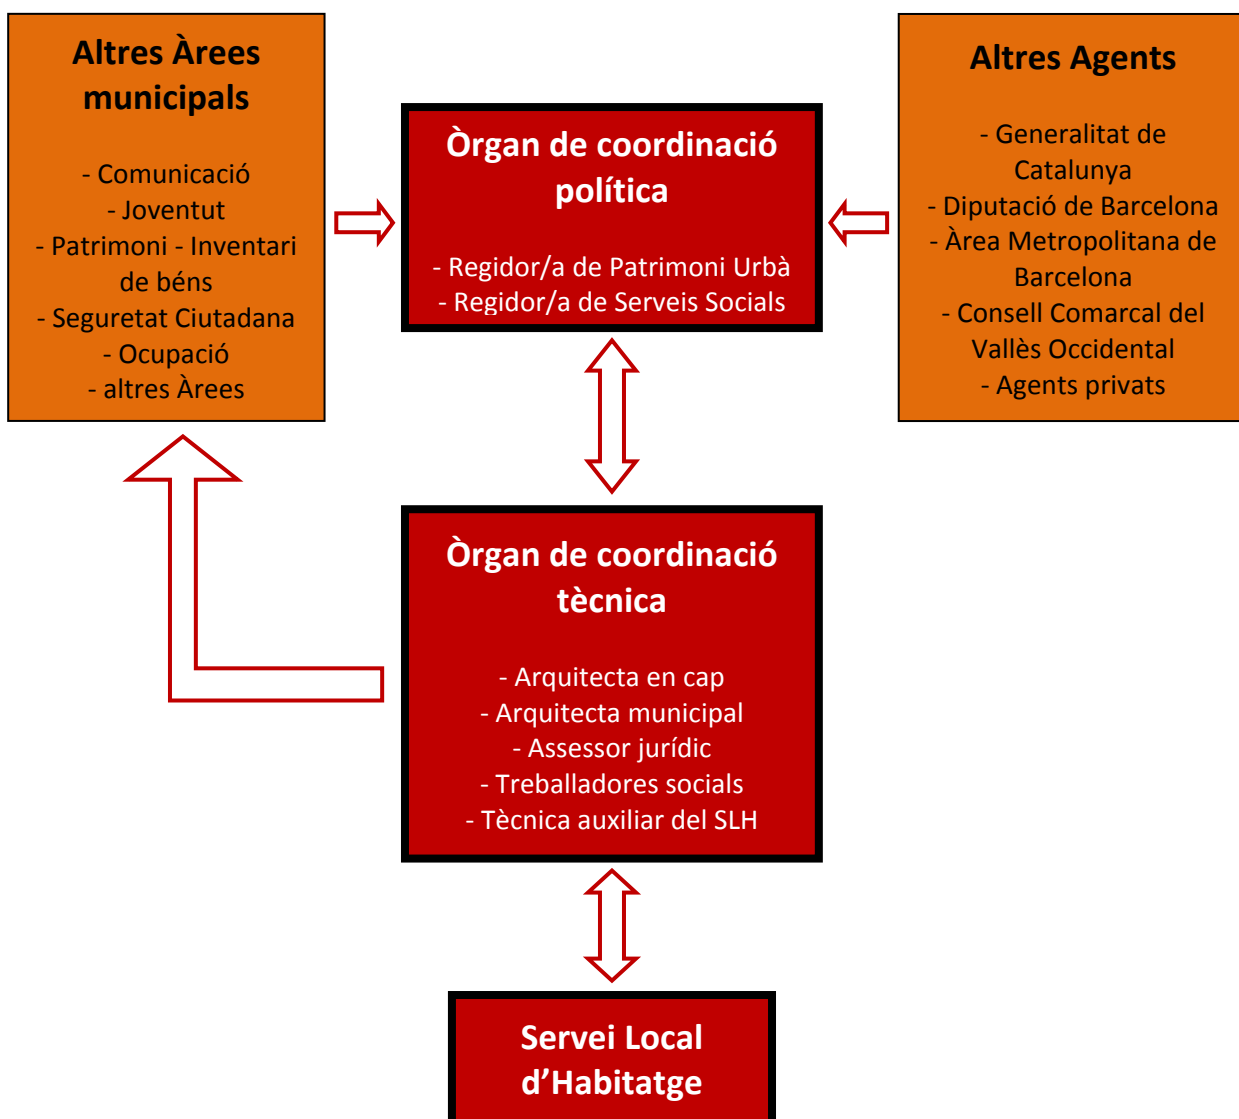 Altres Àrees
municipals
- Comunicació
- Joventut
- Patrimoni - Inventari
de béns
- Seguretat Ciutadana
- Ocupació
- altres Àrees
Òrgan de coordinació
política
- Regidor/a de Patrimoni Urbà
- Regidor/a de Serveis Socials
Altres Agents
- Generalitat de
Catalunya
- Diputació de Barcelona
- Àrea Metropolitana de
Barcelona
- Consell Comarcal del
Vallès Occidental
- Agents privats
Òrgan de coordinació
tècnica
- Arquitecta en cap
- Arquitecta municipal
- Assessor jurídic
- Treballadores socials
- Tècnica auxiliar del SLH
Servei Local
d’Habitatge